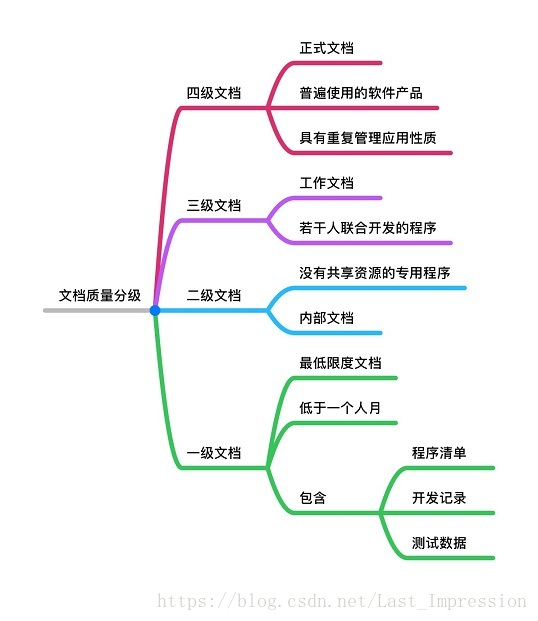 正式文档
四级文档
普遍使用的软件产品
具有重复管理应用性质
工作文档
三级文档
若干人联合开发的程序
没有共享资源的专用程序
文档质量分级
二级文档
内部文档
最低限度文档
低于一个人月
一级文档
程序清单
包含
开发记录
测试数据
https://blog.csdn.net/Last_Impression